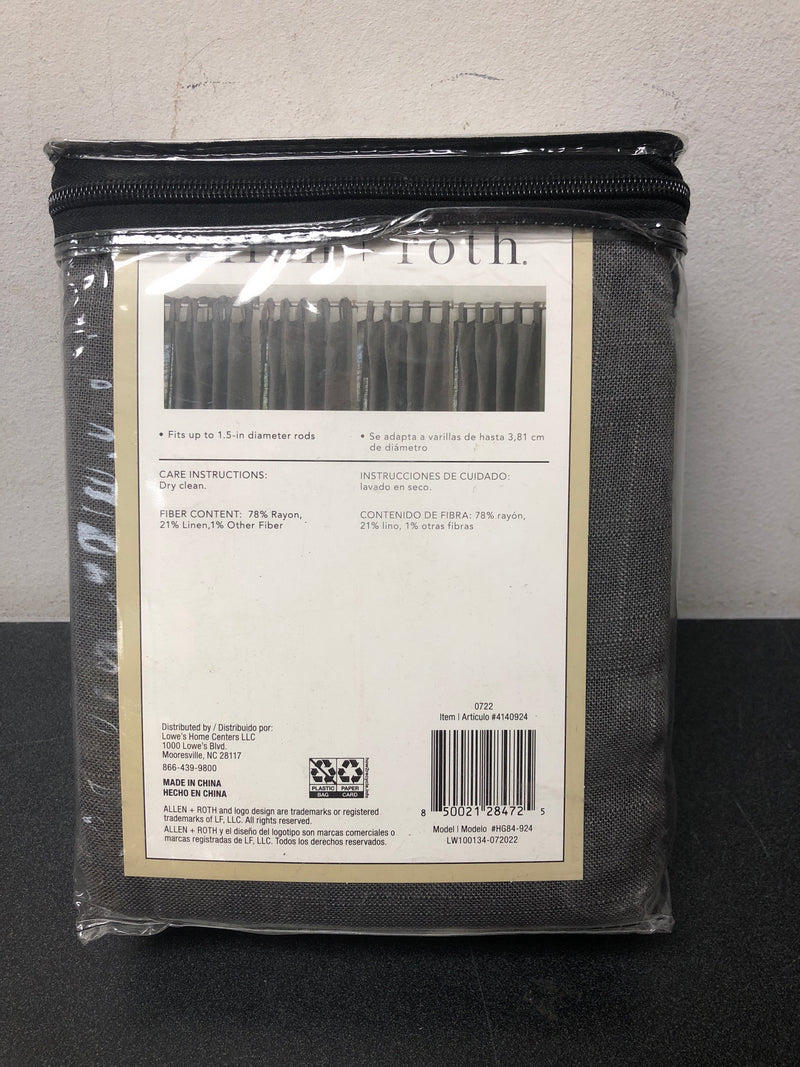 allen + roth.
• Fits up to 1.5-in diameter rods
• Se adapta a varillas de hasta 3,81 cm
de diámetro
CARE INSTRUCTIONS:
Dry clean.
INSTRUCCIONES DE CUIDADO:
lavado en seco.
FIBER CONTENT: 78% Rayon,
21% Linen,1% Other Fiber
CONTENIDO DE FIBRA: 78% rayón,
21% lino, 1% otras fibras
Distributed by / Distribuido por:
Lowe's Home Centers LLC
1000 Lowe's Blvd.
Mooresville, NC 28117
866-439-9800
MADE IN CHINA
HECHO EN CHINA
ALLEN + ROTH and logo design are trademarks or registered
trademarks of LF, LLC. All rights reserved.
ALLEN + ROTH y el diseño del logotipo son marcas comerciales o
marcas registradas de LF, LLC. Todos los derechos reservados.
PLASTIC
BAG
PAPER
CARD
how2recycle.info
0722
Item | Artículo #4140924
8 50021 28472 5
Model | Modelo #HG84-924
LW100134-072022